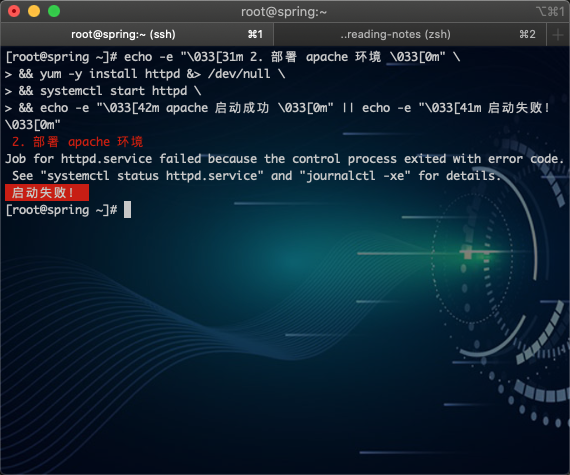 root@spring:~
⌥⌘1
root@spring:~ (ssh)
⌘1
..reading-notes (zsh)
⌘2
+
[root@spring ~]# echo -e "\033[31m 2. 部署 apache 环境 \033[0m" \
> && yum -y install httpd &> /dev/null \
> && systemctl start httpd \
> && echo -e "\033[42m apache 启动成功 \033[0m" || echo -e "\033[41m 启动失败!
\033[0m"
2. 部署 apache 环境
Job for httpd.service failed because the control process exited with error code.
See "systemctl status httpd.service" and "journalctl -xe" for details.
启动失败!
[root@spring ~]#